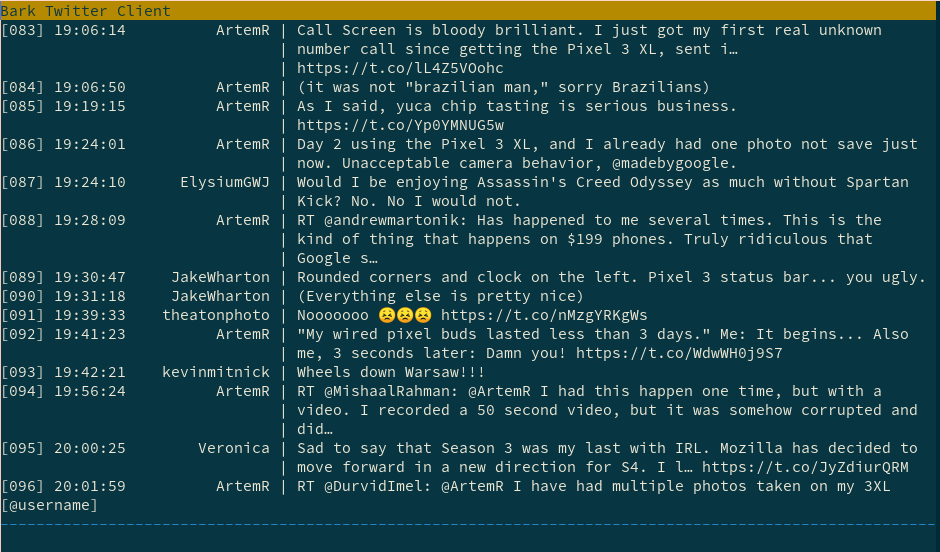 Bark Twitter Client
[083] 19:06:14 ArtemR | Call Screen is bloody brilliant. I just got my first real unknown
| number call since getting the Pixel 3 XL, sent i…
| https://t.co/lL4Z5VOohc
[084] 19:06:50 ArtemR | (it was not "brazilian man," sorry Brazilians)
[085] 19:19:15 ArtemR | As I said, yuca chip tasting is serious business.
| https://t.co/Yp0YMNUG5w
[086] 19:24:01 ArtemR | Day 2 using the Pixel 3 XL, and I already had one photo not save just
| now. Unacceptable camera behavior, @madebygoogle.
[087] 19:24:10 ElysiumGWJ | Would I be enjoying Assassin's Creed Odyssey as much without Spartan
| Kick? No. No I would not.
[088] 19:28:09 ArtemR | RT @andrewmartonik: Has happened to me several times. This is the
| kind of thing that happens on $199 phones. Truly ridiculous that
| Google s…
[089] 19:30:47 JakeWharton | Rounded corners and clock on the left. Pixel 3 status bar... you ugly.
[090] 19:31:18 JakeWharton | (Everything else is pretty nice)
[091] 19:39:33 theatonphoto | Nooooooo 😣😣😣 https://t.co/nMzgYRKgWs
[092] 19:41:23 ArtemR | "My wired pixel buds lasted less than 3 days." Me: It begins... Also
| me, 3 seconds later: Damn you! https://t.co/WdwWH0j9S7
[093] 19:42:21 kevinmitnick | Wheels down Warsaw!!!
[094] 19:56:24 ArtemR | RT @MishaalRahman: @ArtemR I had this happen one time, but with a
| video. I recorded a 50 second video, but it was somehow corrupted and
| did…
[095] 20:00:25 Veronica | Sad to say that Season 3 was my last with IRL. Mozilla has decided to
| move forward in a new direction for S4. I l… https://t.co/JyZdiurQRM
[096] 20:01:59 ArtemR | RT @DurvidImel: @ArtemR I have had multiple photos taken on my 3XL
[@username]